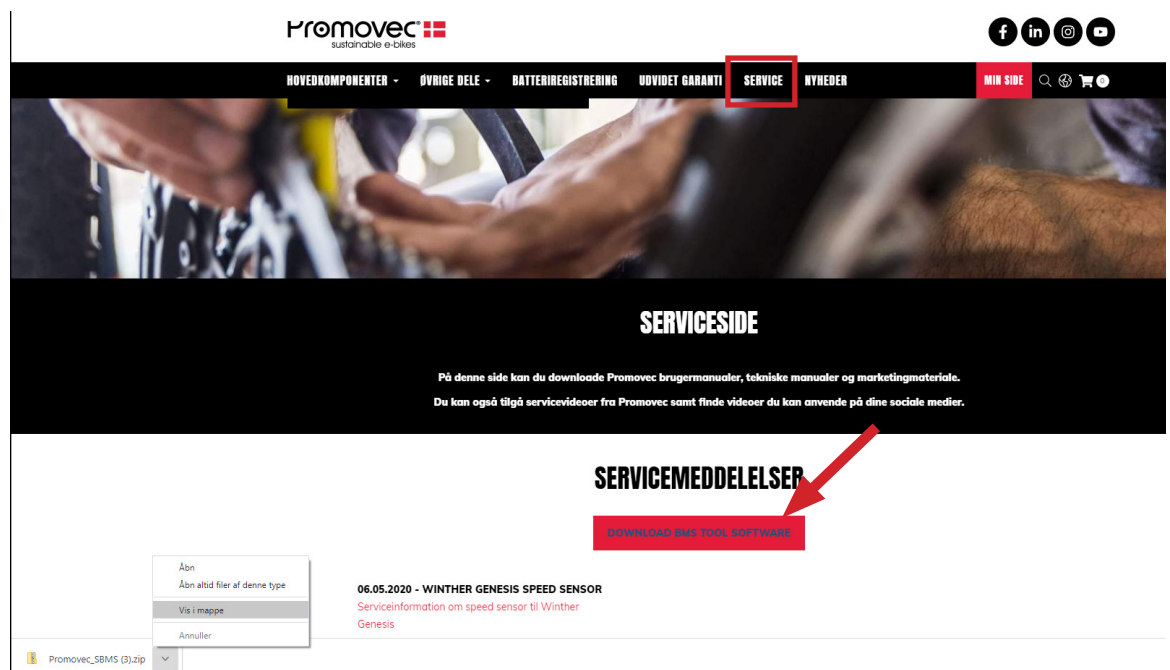 Promovec®
sustainable e-bikes
HOVEDKOMPONENTER ØVRIGE DELE BATTERIREGISTRERING UDVIDET GARANTI SERVICE NYHEDER MIN SIDE 0
SERVICESIDE
På denne side kan du downloade Promovec brugermanualer, tekniske manualer og marketingmateriale.
Du kan også tilgå servicevideoer fra Promovec samt finde videoer du kan anvende på dine sociale medier.
SERVICEMEDDELELSER
DOWNLOAD BMS TOOL SOFTWARE
06.05.2020 - WINTHER GENESIS SPEED SENSOR
Serviceinformation om speed sensor til Winther
Genesis
Åbn
Åbn altid filer af denne type
Vis i mappe
Annuller
Promovec_SBMS (3).zip